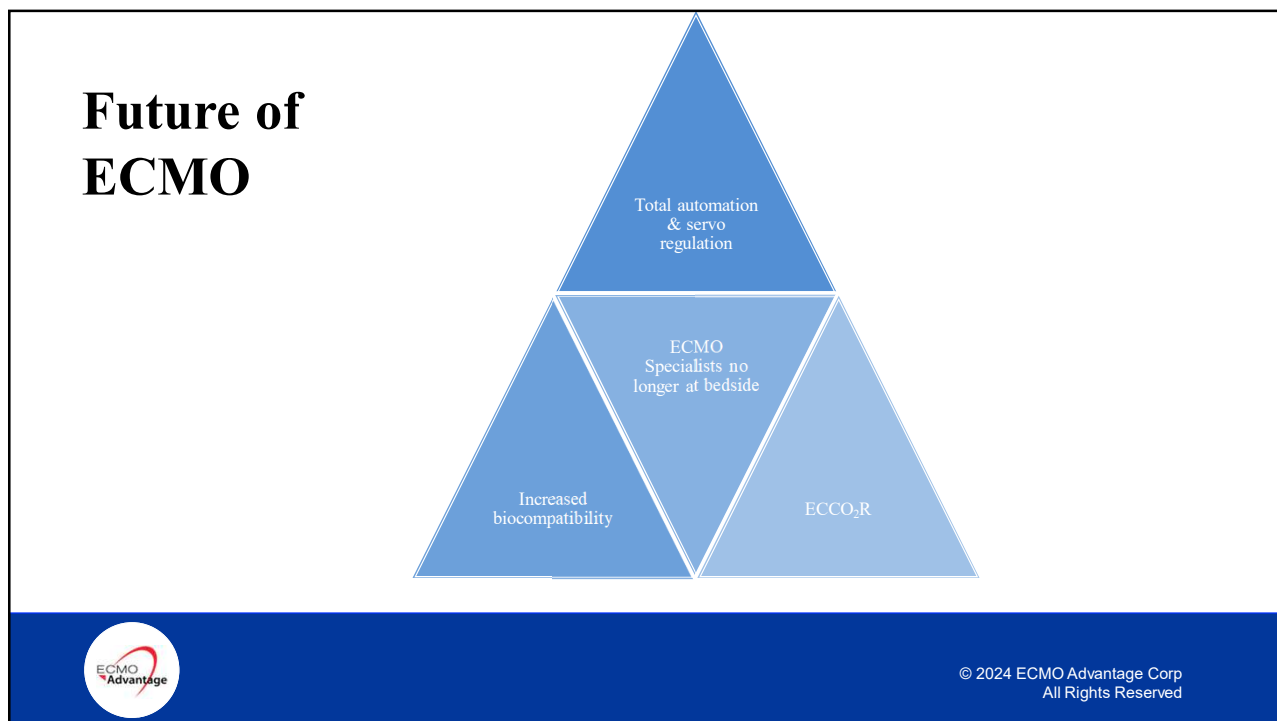 Future of
ECMO
Total automation
& servo
regulation
ECMO
Specialists no
longer at bedside
Increased
biocompatibility
ECCO₂R
ECMO
Advantage
© 2024 ECMO Advantage Corp
All Rights Reserved